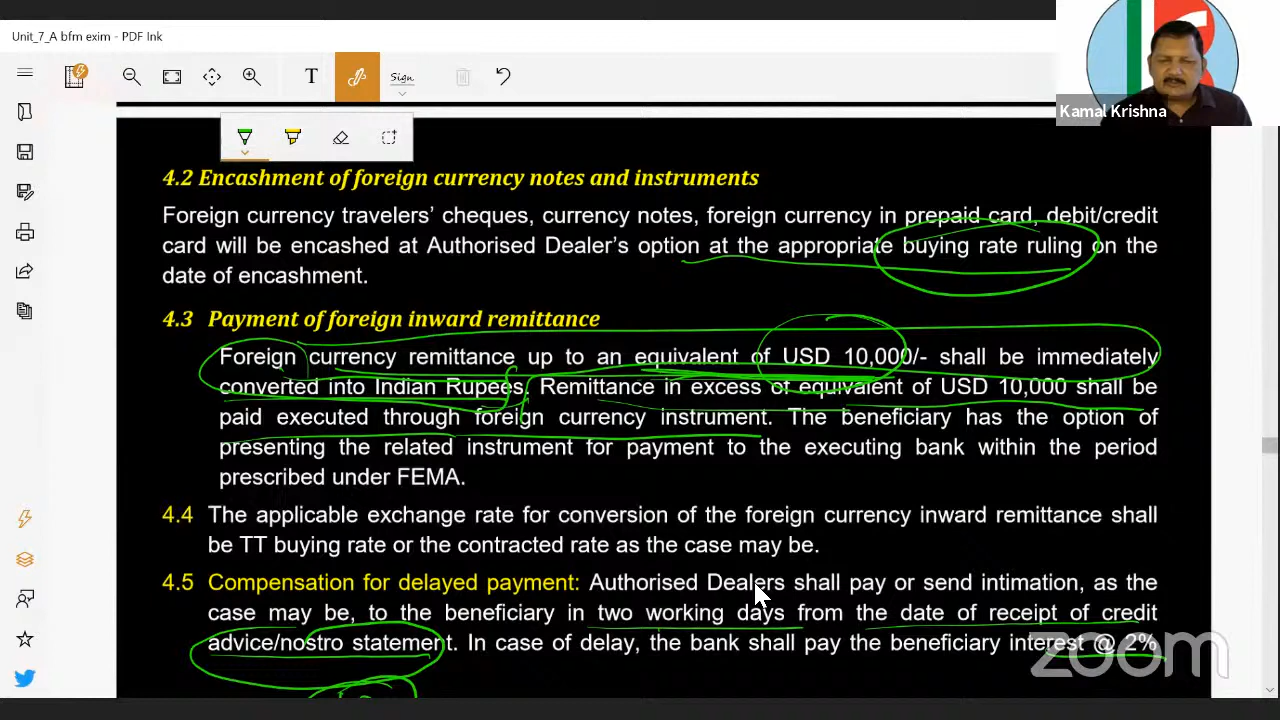 Unit_7_A bfm exim - PDF Ink
T
Sign
Kamal Krishna
4.2 Encashment of foreign currency notes and instruments
Foreign currency travelers' cheques, currency notes, foreign currency in prepaid card, debit/credit
card will be encashed at Authorised Dealer's option at the appropriate buying rate ruling on the
date of encashment.
4.3 Payment of foreign inward remittance
Foreign currency remittance up to an equivalent of USD 10,000/- shall be immediately
converted into Indian Rupees. Remittance in excess of equivalent of USD 10,000 shall be
paid executed through foreign currency instrument. The beneficiary has the option of
presenting the related instrument for payment to the executing bank within the period
prescribed under FEMA.
4.4 The applicable exchange rate for conversion of the foreign currency inward remittance shall
be TT buying rate or the contracted rate as the case may be.
4.5 Compensation for delayed payment: Authorised Dealers shall pay or send intimation, as the
case may be, to the beneficiary in two working days from the date of receipt of credit
advice/nostro statement. In case of delay, the bank shall pay the beneficiary interest @ 2%
zoom